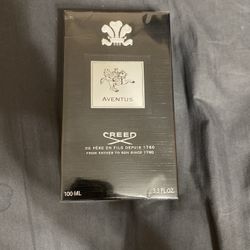 AVENTUS
CREED
DE PÈRE EN FILS DEPUIS 1760
FROM FATHER TO SON SINCE 1760
100 ML
3.3 FL.OZ